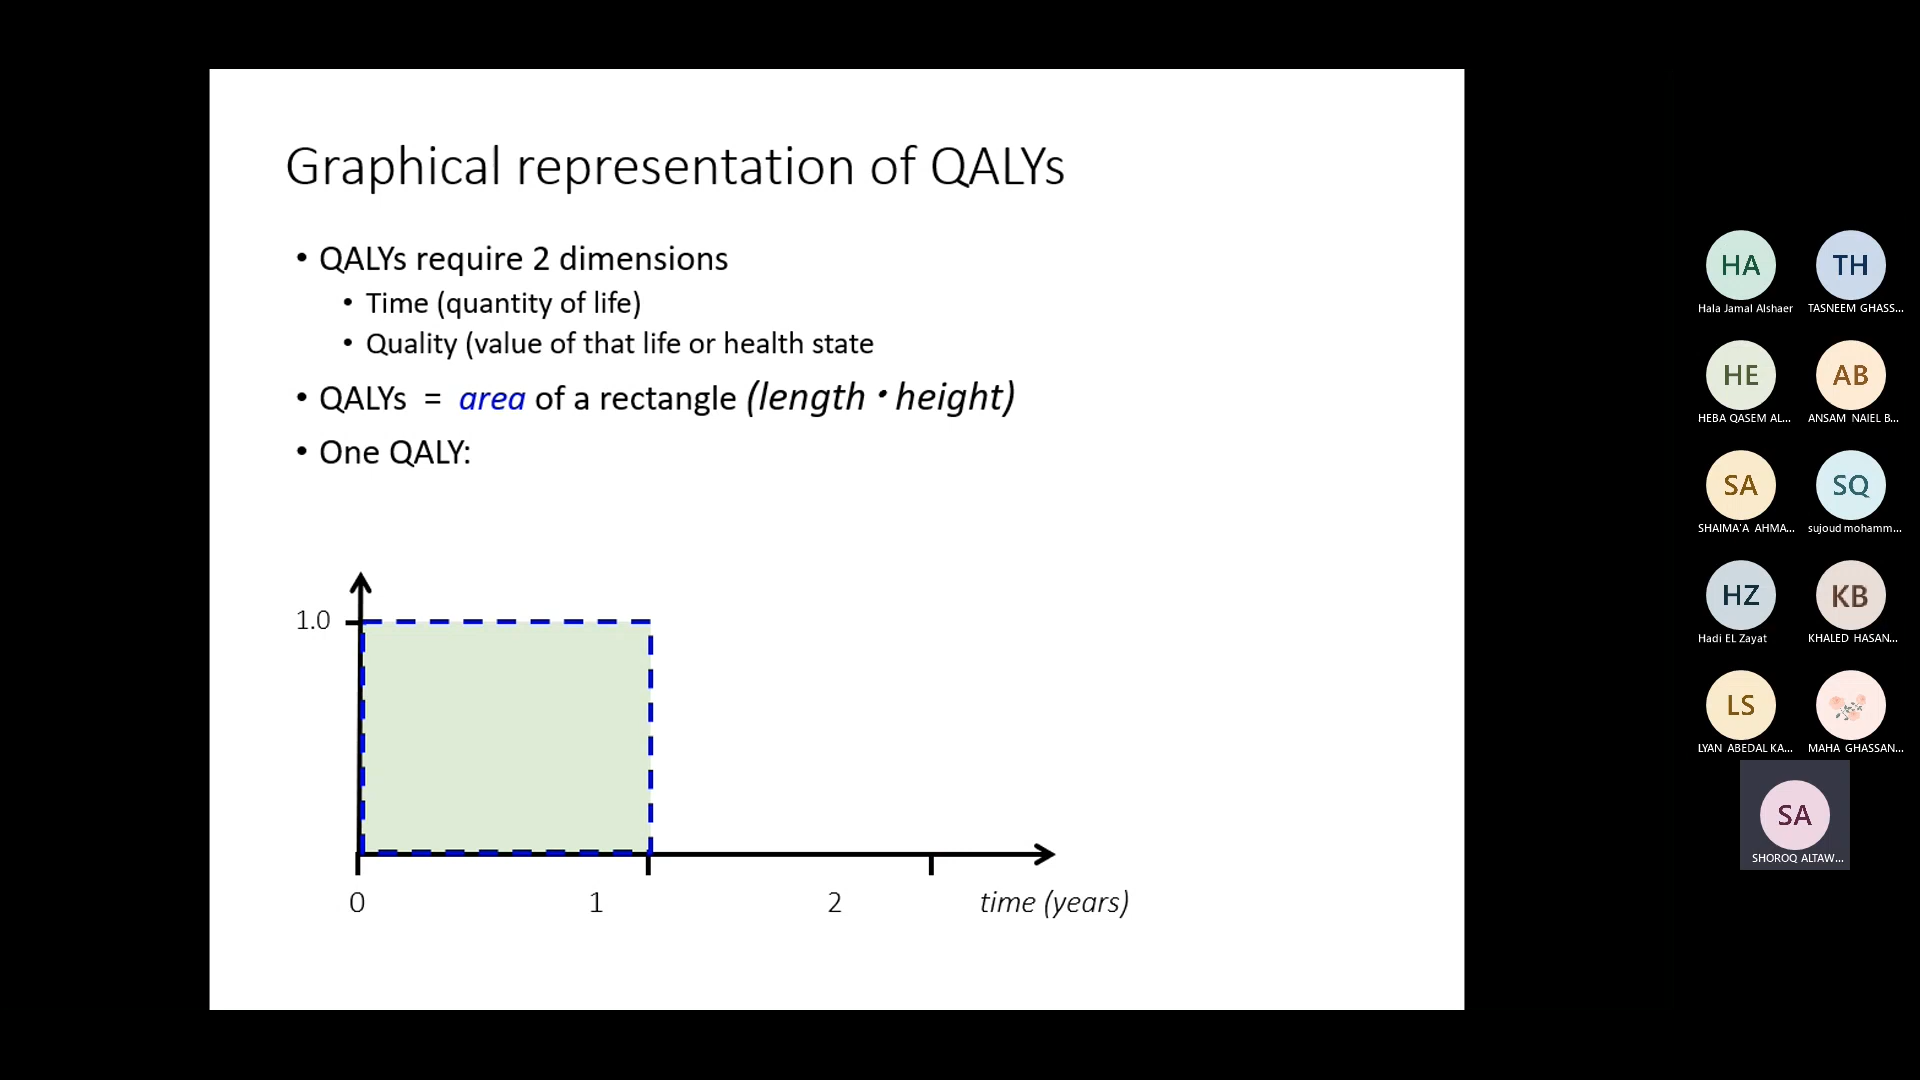 Graphical representation of QALYs
• QALYs require 2 dimensions
• Time (quantity of life)
• Quality (value of that life or health state
• QALYs = area of a rectangle (length · height)
• One QALY:
1.0
0 1 2 time (years)
HA TH
Hala Jamal Alshaer TASNEEM GHASS...
HE AB
HEBA QASEM AL... ANSAM NAIEL B...
SA SQ
SHAIMA'A AHMA... sujoud mohamm...
HZ KB
Hadi EL Zayat KHALED HASAN...
LS
LYAN ABEDAL KA... MAHA GHASSAN...
SA
SHOROQ ALTAW...